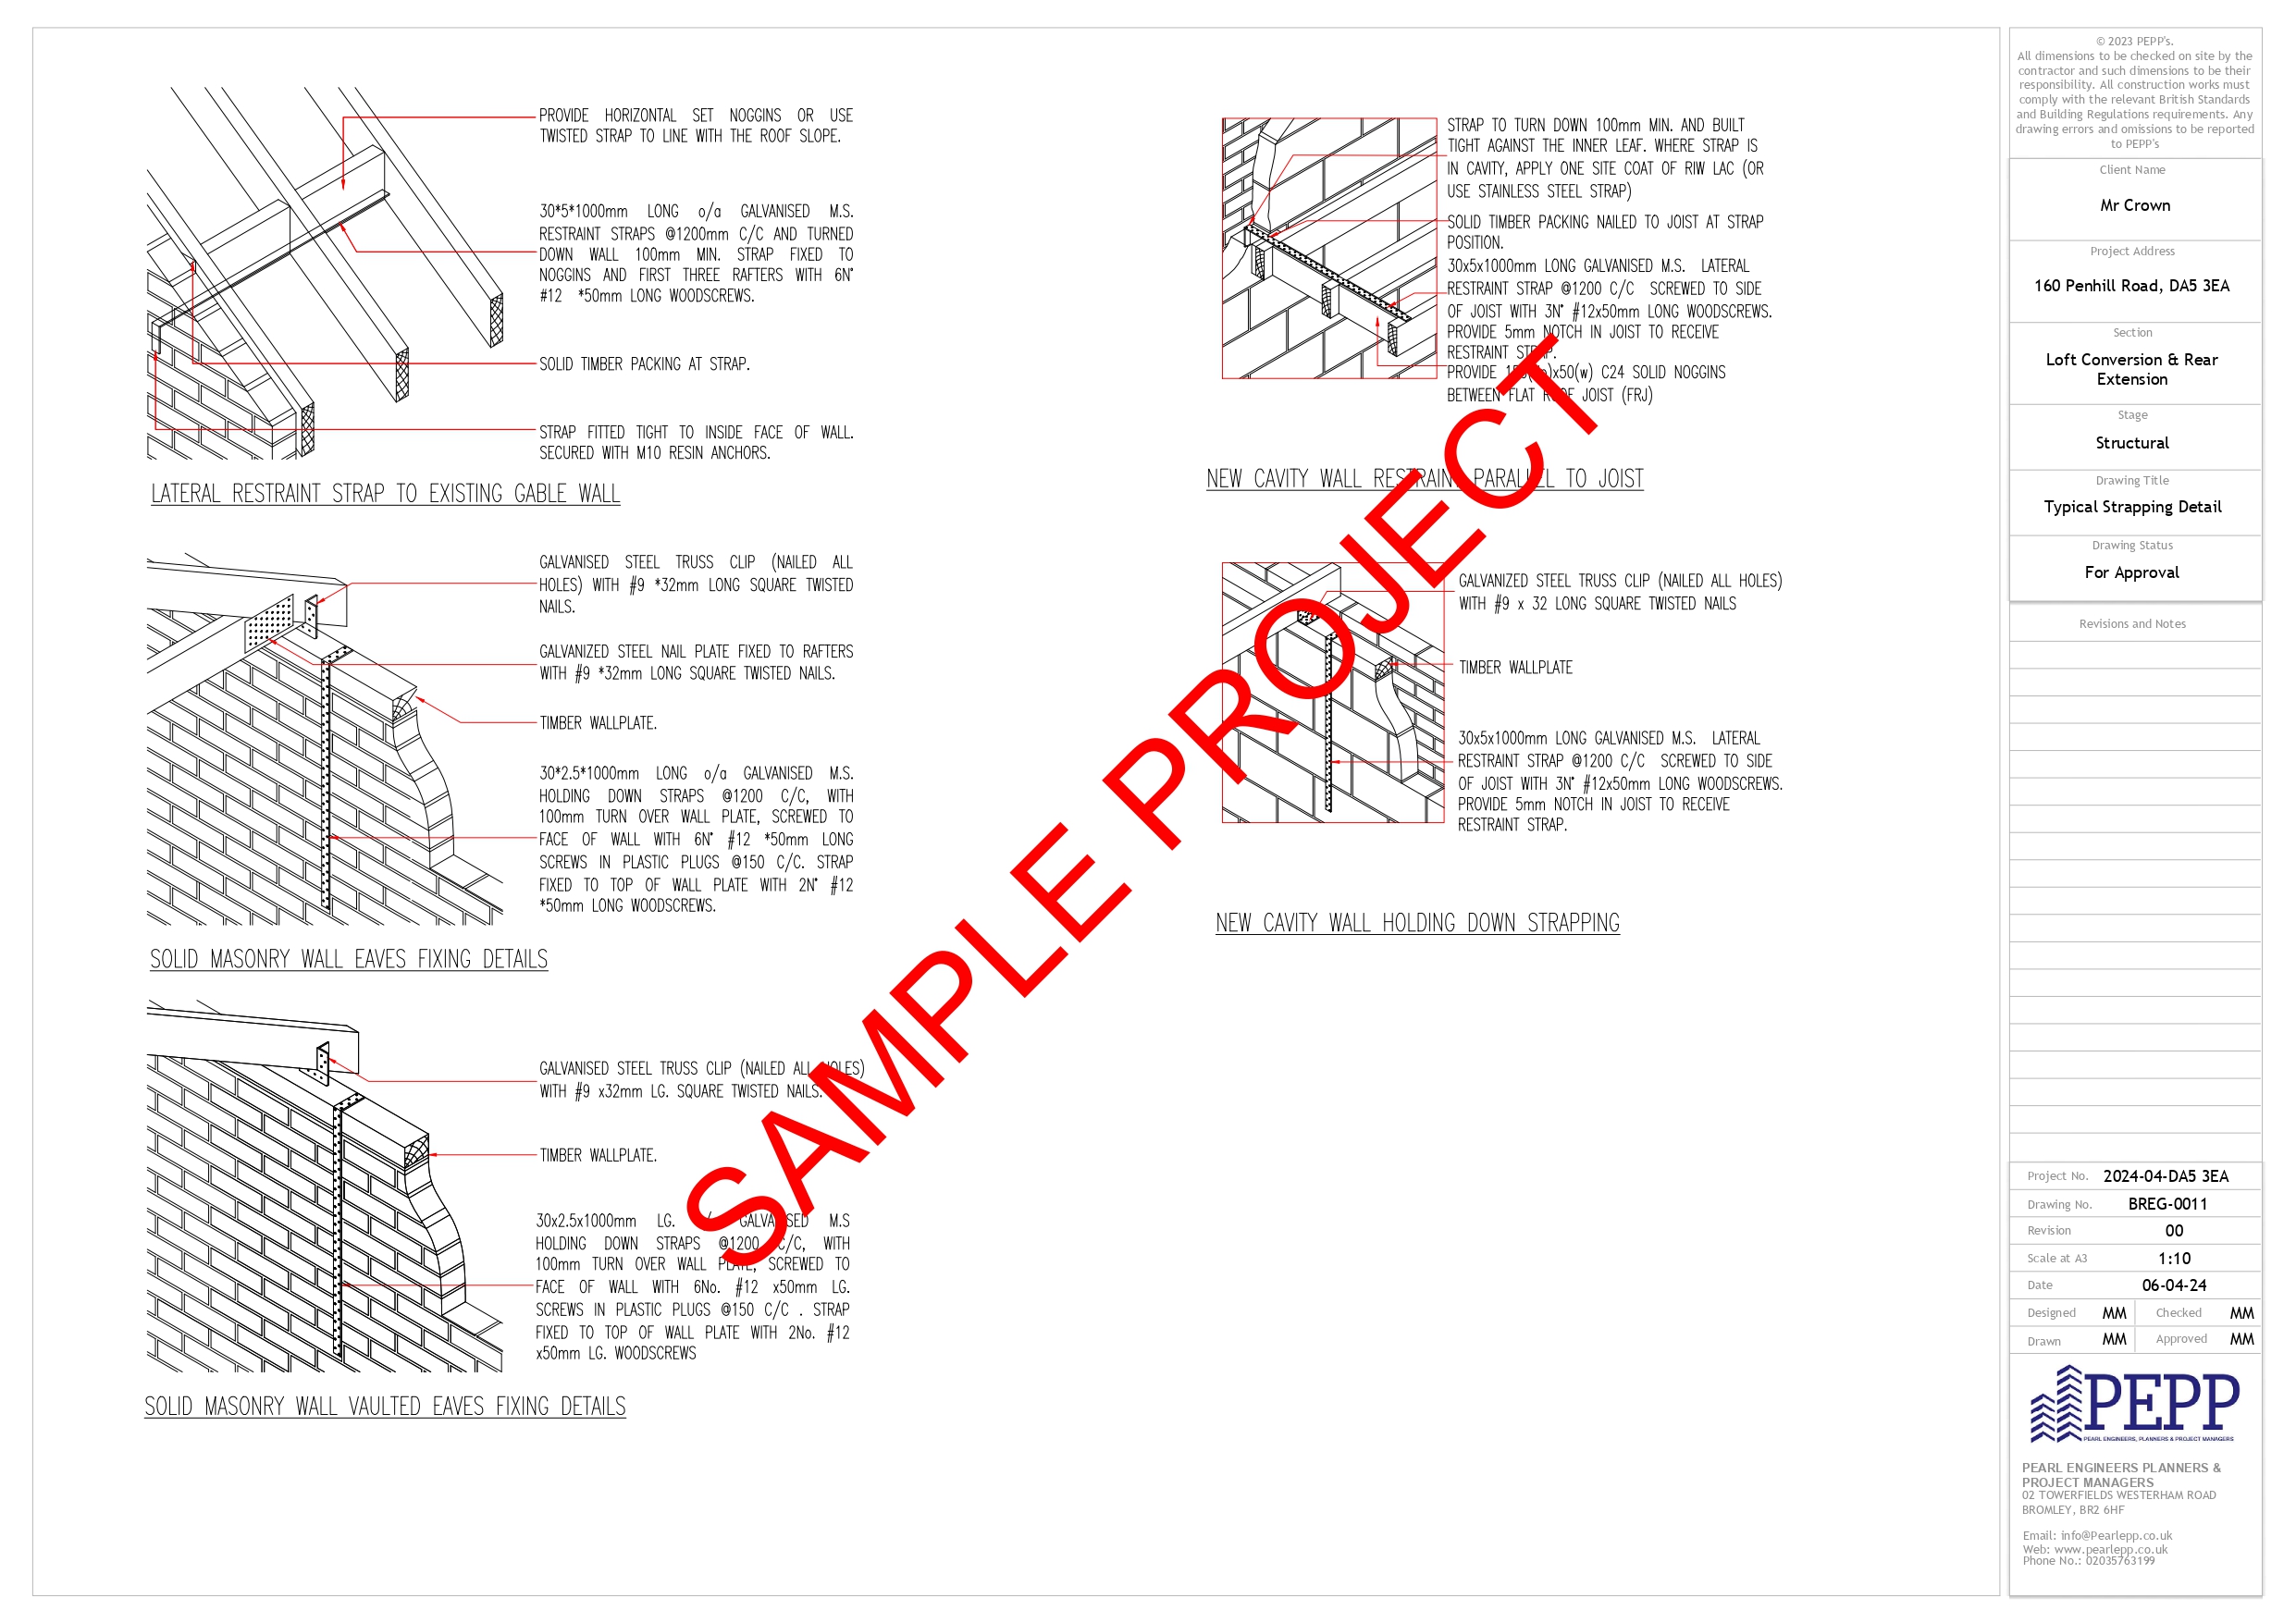 PROVIDE HORIZONTAL SET NOGGINS OR USE
TWISTED STRAP TO LINE WITH THE ROOF SLOPE.
30*5*1000mm LONG o/a GALVANISED M.S.
RESTRAINT STRAPS @1200mm C/C AND TURNED
DOWN WALL 100mm MIN. STRAP FIXED TO
NOGGINS AND FIRST THREE RAFTERS WITH 6N°
#12 *50mm LONG WOODSCREWS.
SOLID TIMBER PACKING AT STRAP.
STRAP FITTED TIGHT TO INSIDE FACE OF WALL.
SECURED WITH M10 RESIN ANCHORS.
LATERAL RESTRAINT STRAP TO EXISTING GABLE WALL
GALVANISED STEEL TRUSS CLIP (NAILED ALL
HOLES) WITH #9 *32mm LONG SQUARE TWISTED
NAILS.
GALVANIZED STEEL NAIL PLATE FIXED TO RAFTERS
WITH #9 *32mm LONG SQUARE TWISTED NAILS.
TIMBER WALLPLATE.
30*2.5*1000mm LONG o/a GALVANISED M.S.
HOLDING DOWN STRAPS @1200 C/C, WITH
100mm TURN OVER WALL PLATE, SCREWED TO
FACE OF WALL WITH 6N° #12 *50mm LONG
SCREWS IN PLASTIC PLUGS @150 C/C. STRAP
FIXED TO TOP OF WALL PLATE WITH 2N° #12
*50mm LONG WOODSCREWS.
SOLID MASONRY WALL EAVES FIXING DETAILS
GALVANISED STEEL TRUSS CLIP (NAILED ALL HOLES)
WITH #9 x32mm LG. SQUARE TWISTED NAILS.
TIMBER WALLPLATE.
30x2.5x1000mm LG. GALVANISED M.S
HOLDING DOWN STRAPS @1200 C/C, WITH
100mm TURN OVER WALL PLATE, SCREWED TO
FACE OF WALL WITH 6No. #12 x50mm LG.
SCREWS IN PLASTIC PLUGS @150 C/C . STRAP
FIXED TO TOP OF WALL PLATE WITH 2No. #12
x50mm LG. WOODSCREWS
SOLID MASONRY WALL VAULTED EAVES FIXING DETAILS
STRAP TO TURN DOWN 100mm MIN. AND BUILT
TIGHT AGAINST THE INNER LEAF. WHERE STRAP IS
IN CAVITY, APPLY ONE SITE COAT OF RIW LAC (OR
USE STAINLESS STEEL STRAP)
SOLID TIMBER PACKING NAILED TO JOIST AT STRAP
POSITION.
30x5x1000mm LONG GALVANISED M.S. LATERAL
RESTRAINT STRAP @1200 C/C SCREWED TO SIDE
OF JOIST WITH 3N° #12x50mm LONG WOODSCREWS.
PROVIDE 5mm NOTCH IN JOIST TO RECEIVE
RESTRAINT STRAP.
PROVIDE x50(w) C24 SOLID NOGGINS
BETWEEN FLAT ROOF JOIST (FRJ)
NEW CAVITY WALL RESTRAINT PARALLEL TO JOIST
GALVANIZED STEEL TRUSS CLIP (NAILED ALL HOLES)
WITH #9 x 32 LONG SQUARE TWISTED NAILS
TIMBER WALLPLATE
30x5x1000mm LONG GALVANISED M.S. LATERAL
RESTRAINT STRAP @1200 C/C SCREWED TO SIDE
OF JOIST WITH 3N° #12x50mm LONG WOODSCREWS.
PROVIDE 5mm NOTCH IN JOIST TO RECEIVE
RESTRAINT STRAP.
NEW CAVITY WALL HOLDING DOWN STRAPPING
SAMPLE PROJECT
© 2023 PEPP's.
All dimensions to be checked on site by the
contractor and such dimensions to be their
responsibility. All construction works must
comply with the relevant British Standards
and Building Regulations requirements. Any
drawing errors and omissions to be reported
to PEPP's
Client Name
Mr Crown
Project Address
160 Penhill Road, DA5 3EA
Section
Loft Conversion & Rear
Extension
Stage
Structural
Drawing Title
Typical Strapping Detail
Drawing Status
For Approval
Revisions and Notes
Project No. 2024-04-DA5 3EA
Drawing No. BREG-0011
Revision 00
Scale at A3 1:10
Date 06-04-24
Designed MM Checked MM
Drawn MM Approved MM
PEPP
PEARL ENGINEERS, PLANNERS & PROJECT MANAGERS
PEARL ENGINEERS PLANNERS &
PROJECT MANAGERS
02 TOWERFIELDS WESTERHAM ROAD
BROMLEY, BR2 6HF
Email: info@Pearlepp.co.uk
Web: www.pearlepp.co.uk
Phone No.: 02035763199